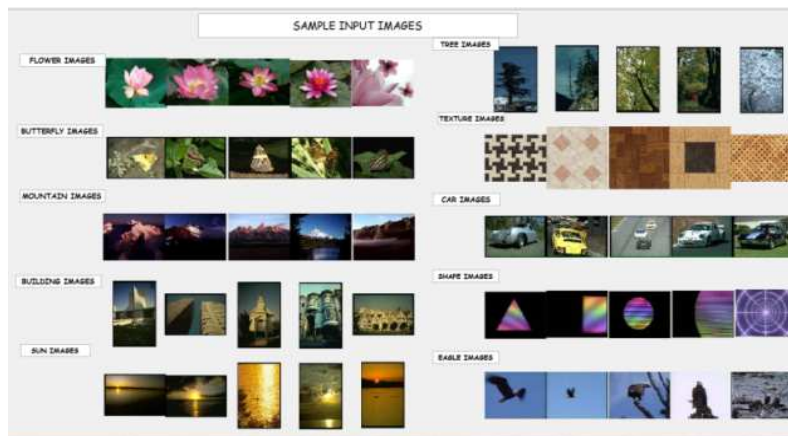 SAMPLE INPUT IMAGES
FLOWER IMAGES
BUTTERFLY IMAGES
MOUNTAIN IMAGES
BUILDING IMAGES
SUN IMAGES
TREE IMAGES
TEXTURE IMAGES
CAR IMAGES
SHAPE IMAGES
EAGLE IMAGES